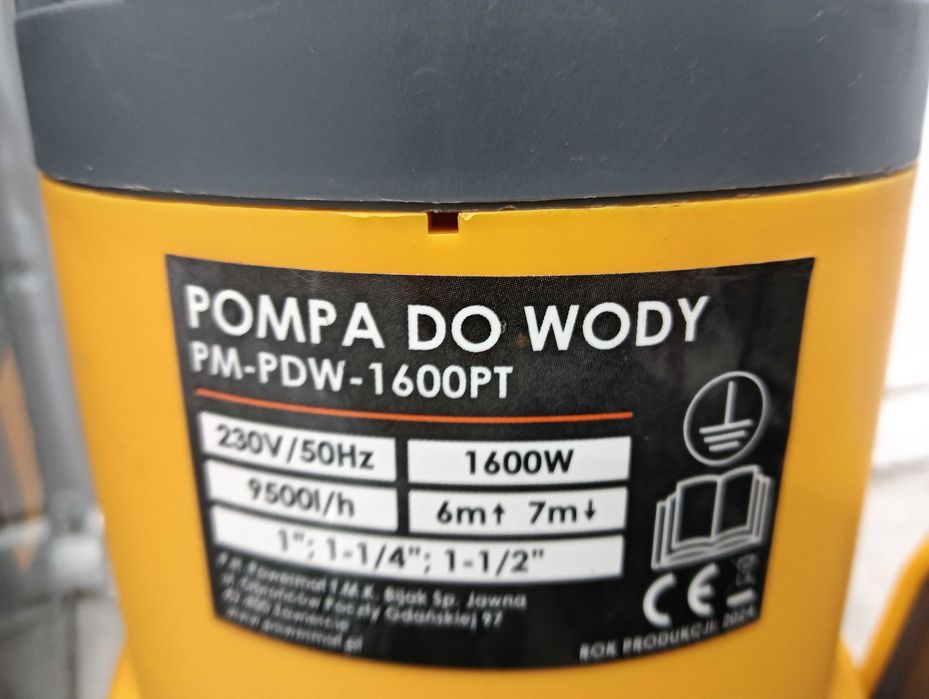 POMPA DO WODY
PM-PDW-1600PT
230V/50Hz
1600W
9500l/h
6m↑ 7m↓
1"; 1-1/4"; 1-1/2"
P.H. Powermat T.M.K. Bijak Sp. Jawna
ul. Obrońców Poczty Gdańskiej 97
42-400 Zawiercie
www.powermat.pl
CE
ROK PRODUKCJI: 2024